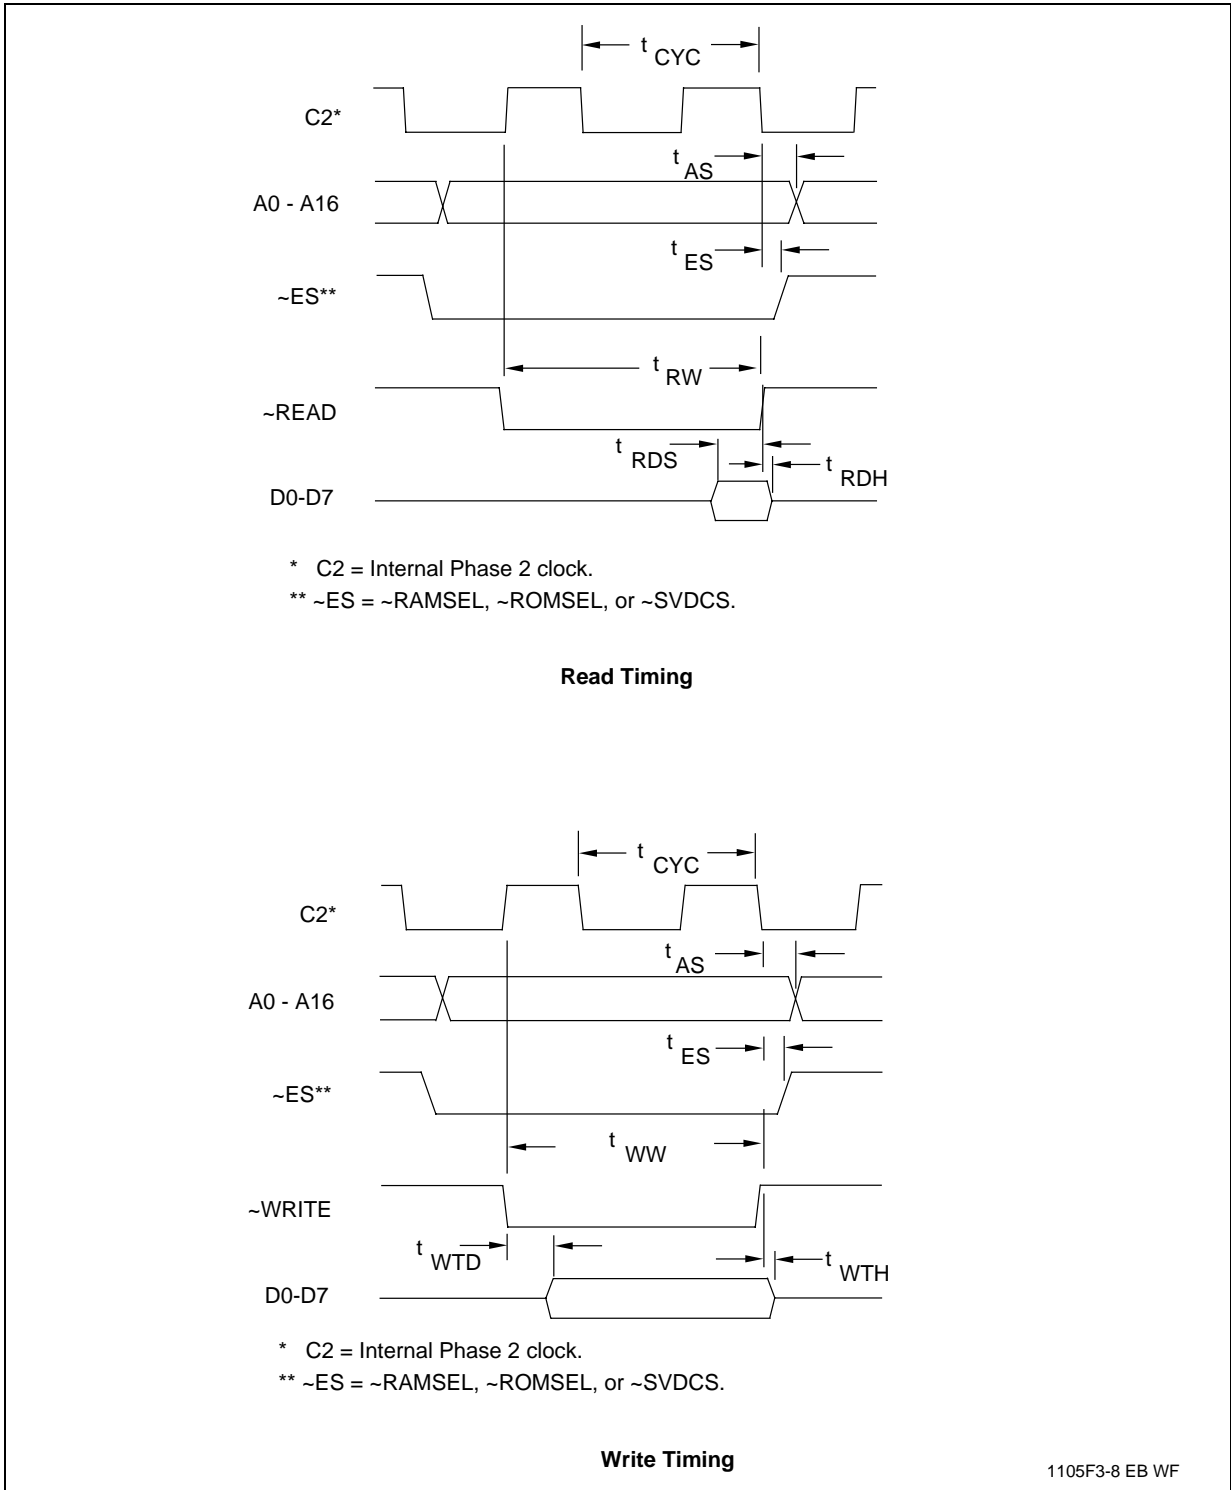 t CYC
C2*
t AS
A0 - A16
t ES
~ES**
t RW
~READ
t RDS
t RDH
D0-D7
* C2 = Internal Phase 2 clock.
** ~ES = ~RAMSEL, ~ROMSEL, or ~SVDCS.
Read Timing
t CYC
C2*
t AS
A0 - A16
t ES
~ES**
t WW
~WRITE
t WTD
t WTH
D0-D7
* C2 = Internal Phase 2 clock.
** ~ES = ~RAMSEL, ~ROMSEL, or ~SVDCS.
Write Timing
1105F3-8 EB WF